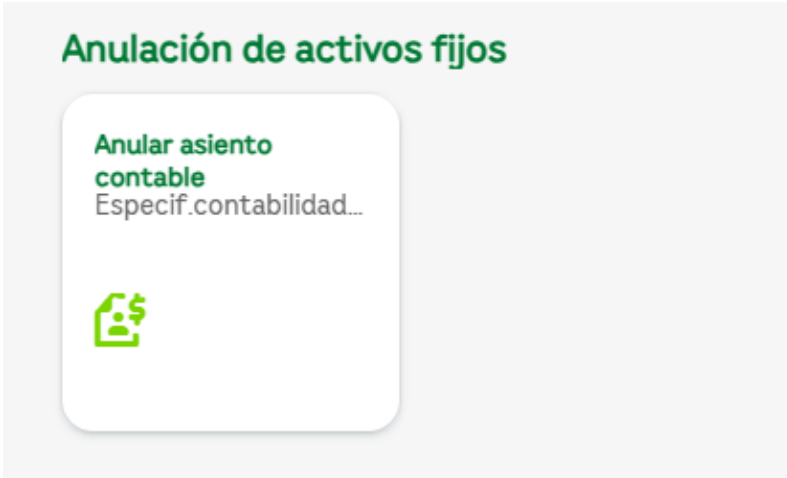 Anulación de activos fijos
Anular asiento
contable
Especif.contabilidad...
$